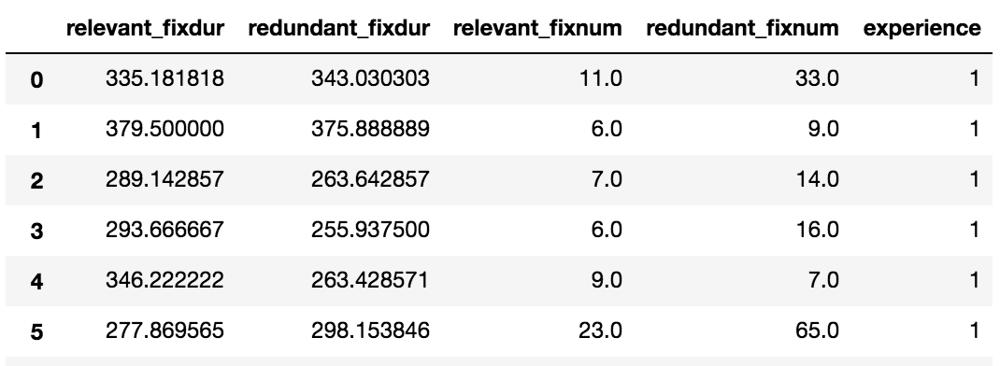 relevant_fixdur redundant_fixdur relevant_fixnum redundant_fixnum experience
0 335.181818 343.030303 11.0 33.0 1
1 379.500000 375.888889 6.0 9.0 1
2 289.142857 263.642857 7.0 14.0 1
3 293.666667 255.937500 6.0 16.0 1
4 346.222222 263.428571 9.0 7.0 1
5 277.869565 298.153846 23.0 65.0 1